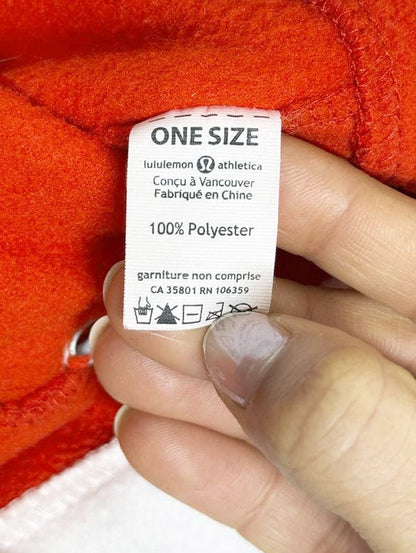 ONE SIZE
lululemon athletica
Conçu à Vancouver
Fabriqué en Chine
100% Polyester
garniture non comprise
CA 35801 RN 106359